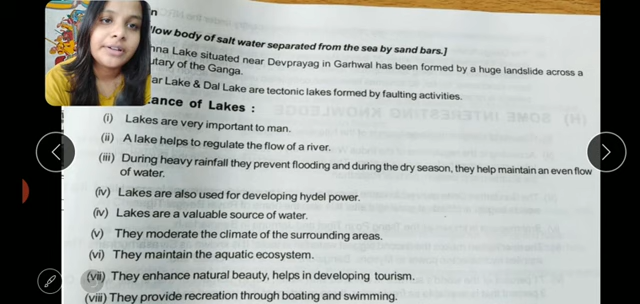 n
llow body of salt water separated from the sea by sand bars.]
nna Lake situated near Devprayag in Garhwal has been formed by a huge landslide across a
utary of the Ganga.
ar Lake & Dal Lake are tectonic lakes formed by faulting activities.
tance of Lakes :
(i) Lakes are very important to man.
(ii) A lake helps to regulate the flow of a river.
(iii) During heavy rainfall they prevent flooding and during the dry season, they help maintain an even flow
of water.
(iv) Lakes are also used for developing hydel power.
(iv) Lakes are a valuable source of water.
(v) They moderate the climate of the surrounding areas.
(vi) They maintain the aquatic ecosystem.
(vii) They enhance natural beauty, helps in developing tourism.
(viii) They provide recreation through boating and swimming.